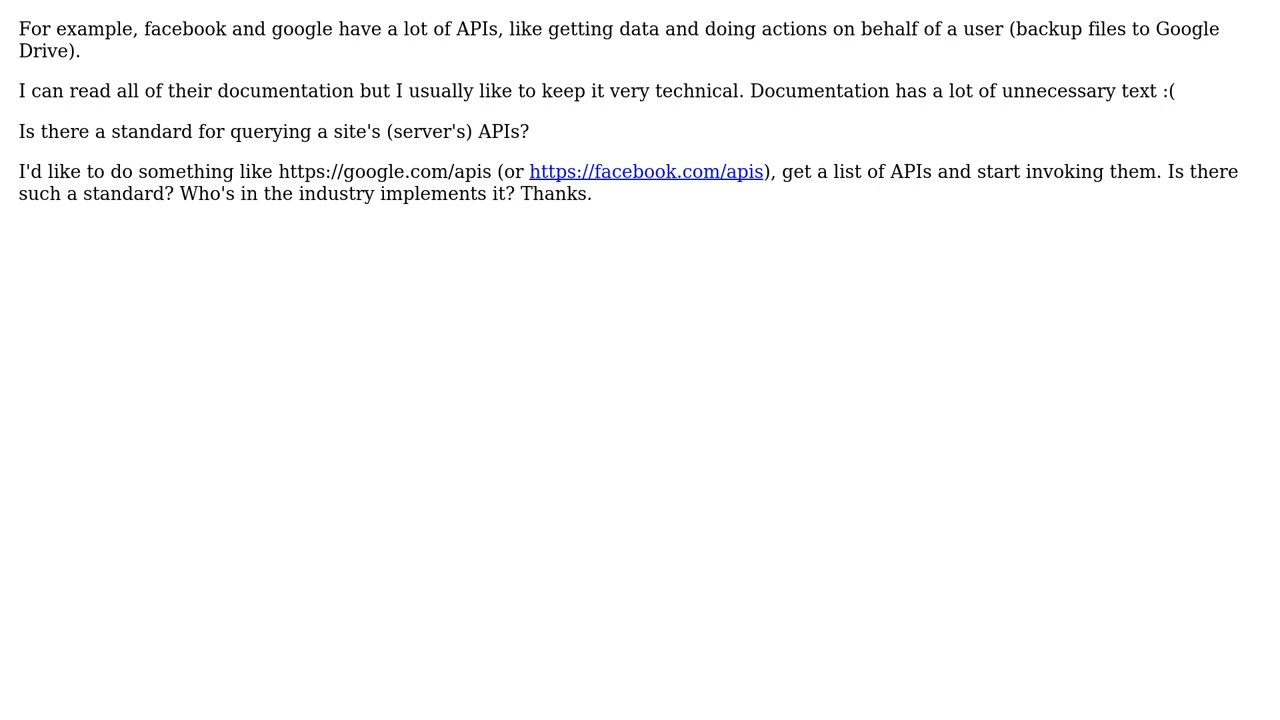 For example, facebook and google have a lot of APIs, like getting data and doing actions on behalf of a user (backup files to Google
Drive).
I can read all of their documentation but I usually like to keep it very technical. Documentation has a lot of unnecessary text :(
Is there a standard for querying a site's (server's) APIs?
I'd like to do something like https://google.com/apis (or https://facebook.com/apis), get a list of APIs and start invoking them. Is there
such a standard? Who's in the industry implements it? Thanks.